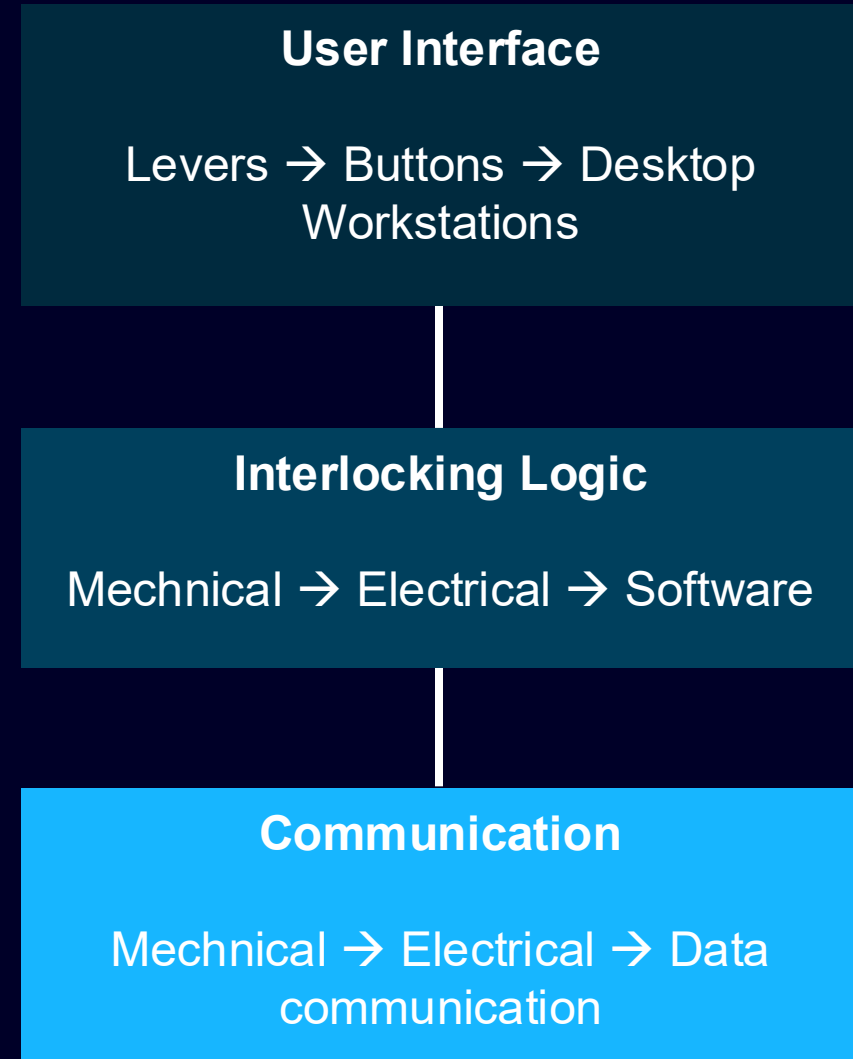 User Interface
Levers → Buttons → Desktop
Workstations
Interlocking Logic
Mechnical → Electrical → Software
Communication
Mechnical → Electrical → Data
communication